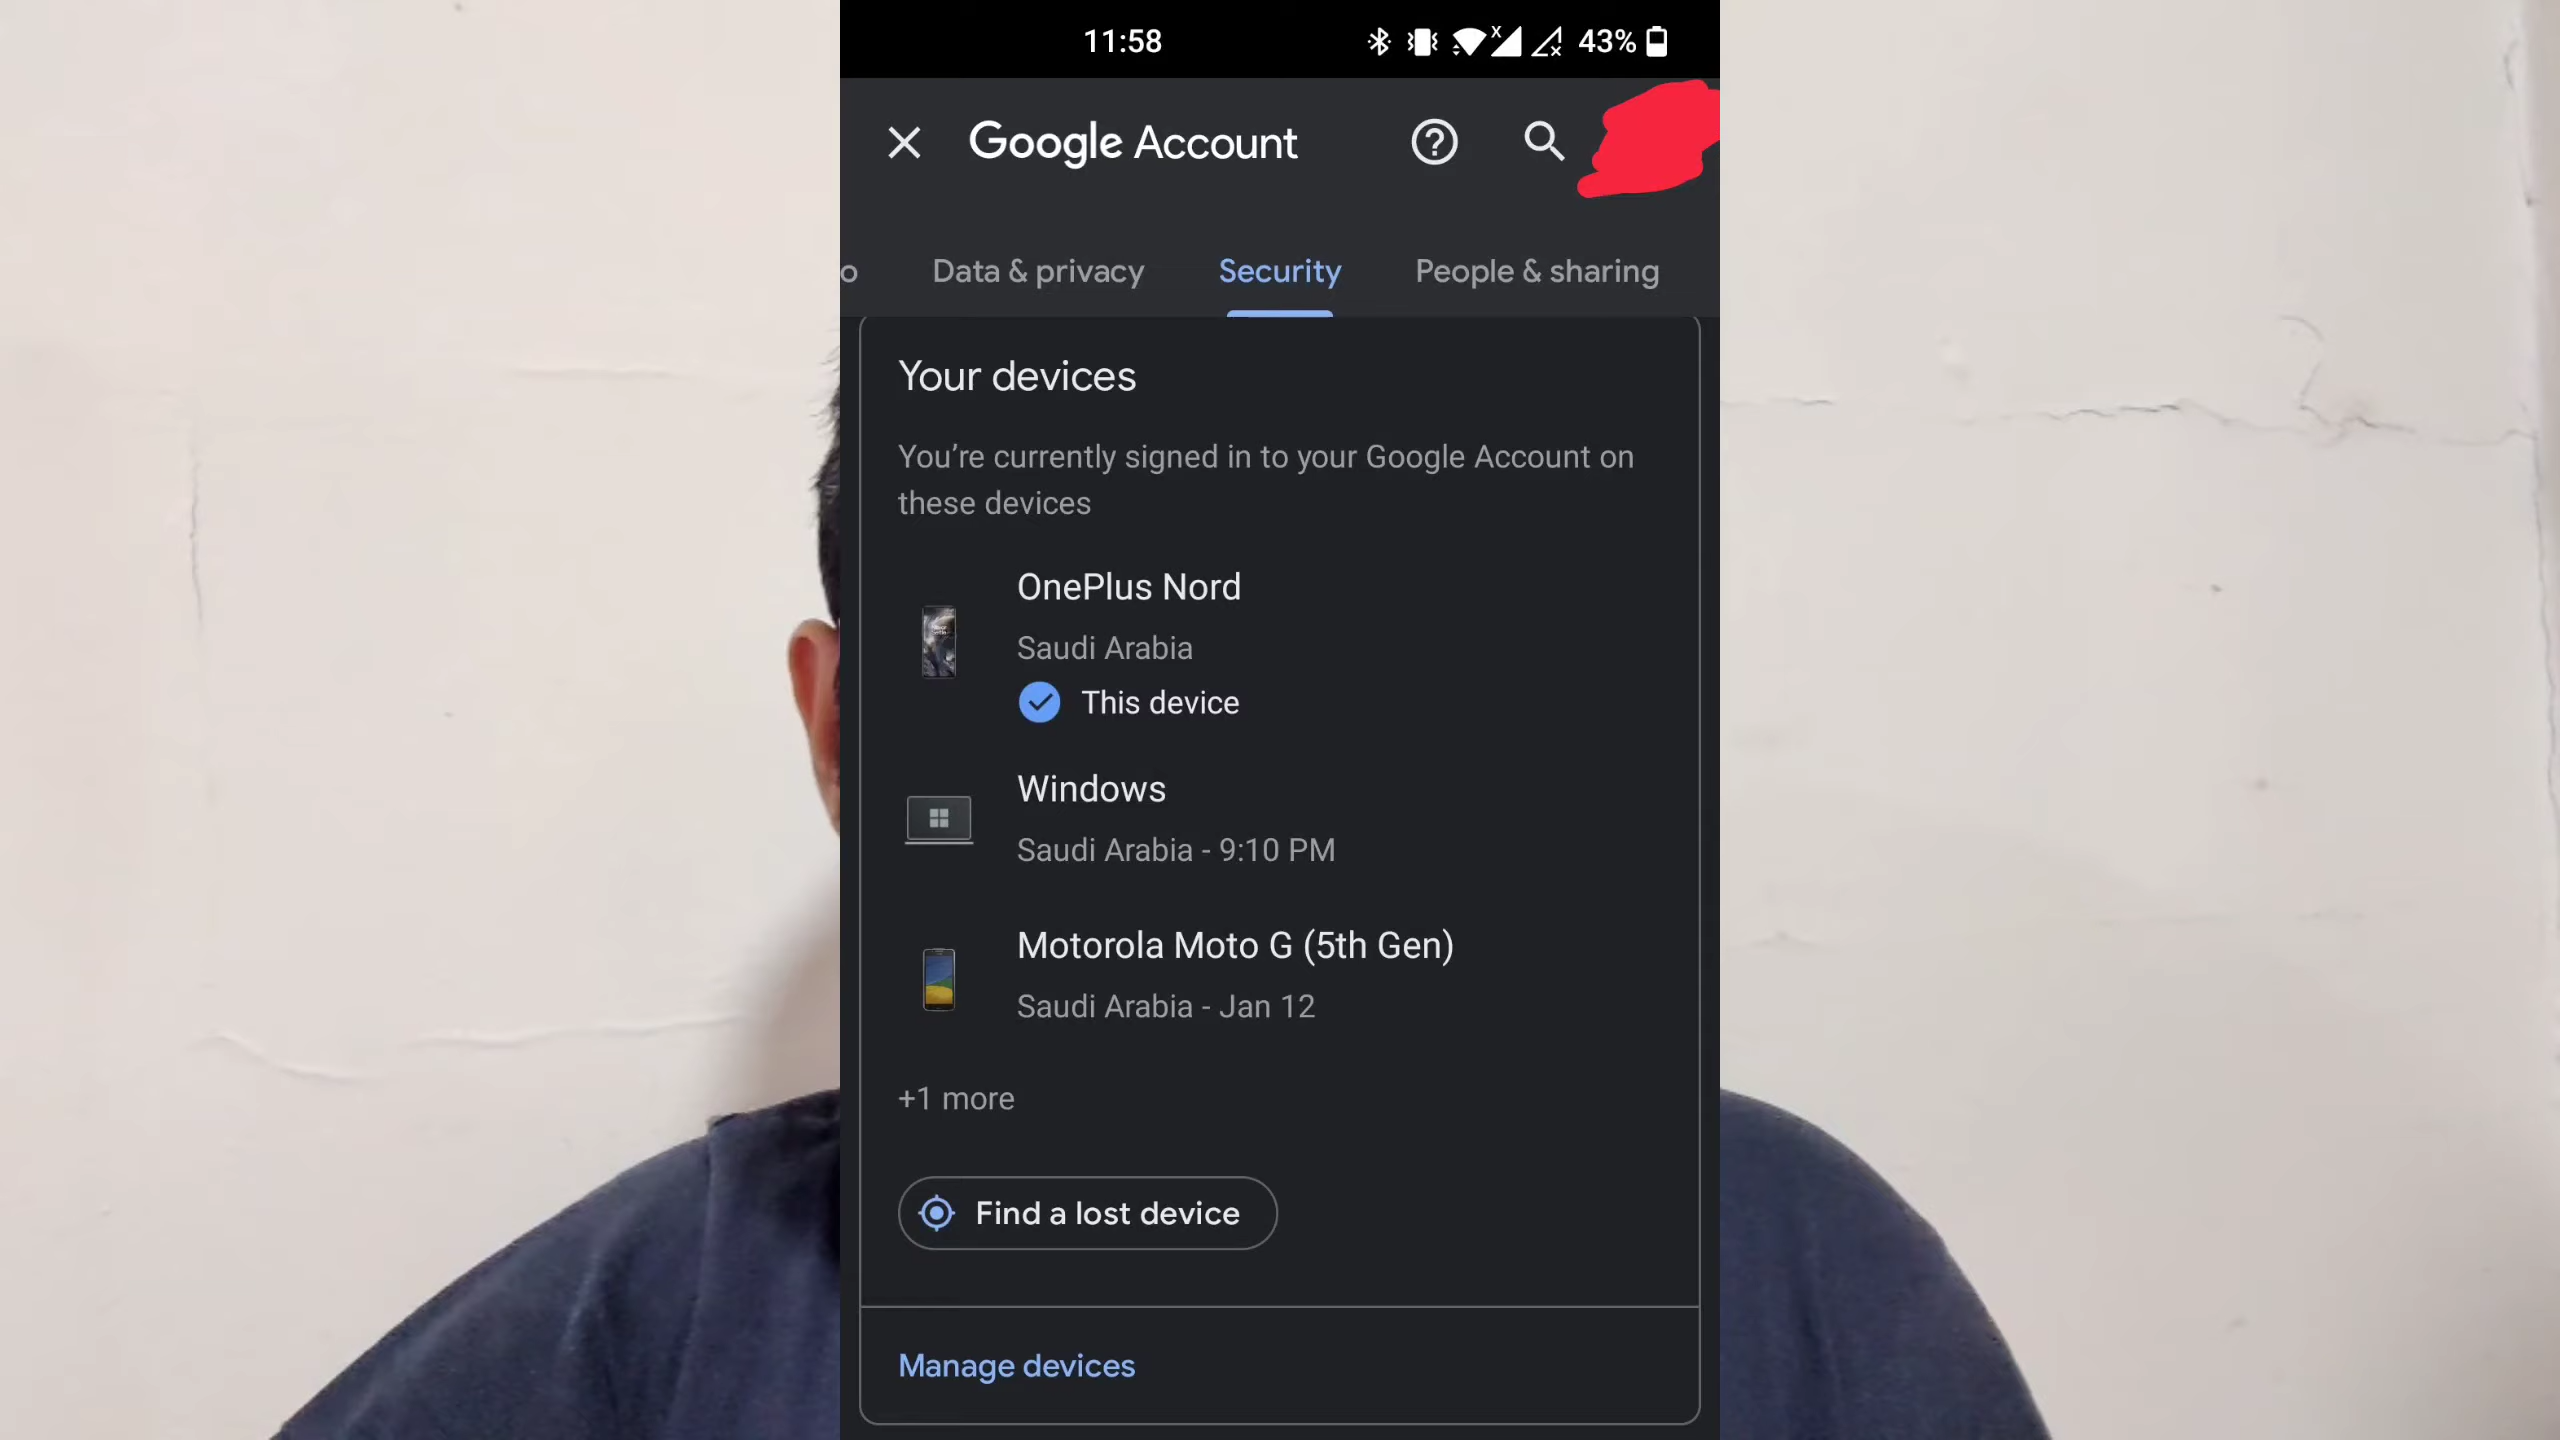 11:58 43%
Google Account
o Data & privacy Security People & sharing
Your devices
You're currently signed in to your Google Account on
these devices
OnePlus Nord
Saudi Arabia
This device
Windows
Saudi Arabia - 9:10 PM
Motorola Moto G (5th Gen)
Saudi Arabia - Jan 12
+1 more
Find a lost device
Manage devices